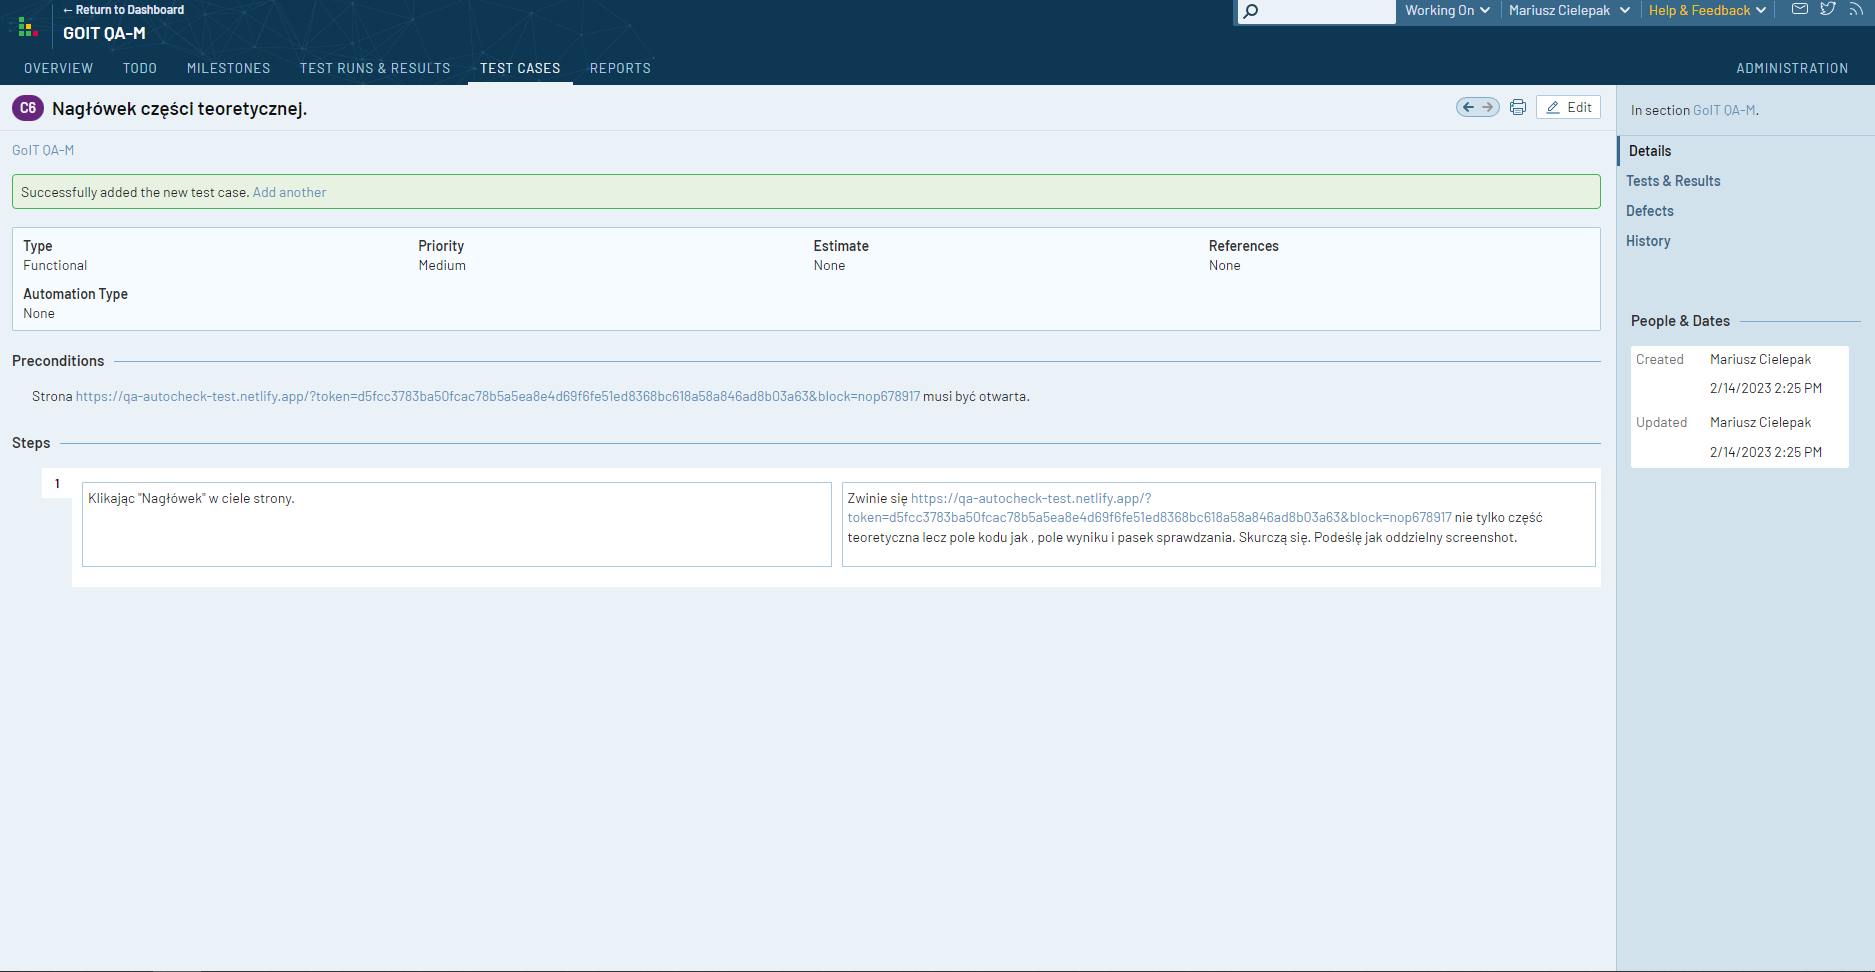 ← Return to Dashboard
GOIT QA-M
Working On
Mariusz Cielepak
Help & Feedback
OVERVIEW
TODO
MILESTONES
TEST RUNS & RESULTS
TEST CASES
REPORTS
ADMINISTRATION
C6
Nagłówek części teoretycznej.
Edit
GoIT QA-M
Successfully added the new test case. Add another
Type
Functional
Priority
Medium
Estimate
None
References
None
Automation Type
None
Preconditions
Strona https://qa-autocheck-test.netlify.app/?token=d5fcc3783ba50fcac78b5a5ea8e4d69f6fe51ed8368bc618a58a846ad8b03a63&block=nop678917 musi być otwarta.
Steps
1
Klikając "Nagłówek" w ciele strony.
Zwinie się https://qa-autocheck-test.netlify.app/?
token=d5fcc3783ba50fcac78b5a5ea8e4d69f6fe51ed8368bc618a58a846ad8b03a63&block=nop678917 nie tylko część
teoretyczna lecz pole kodu jak , pole wyniku i pasek sprawdzania. Skurczą się. Podeślę jak oddzielny screenshot.
In section GoIT QA-M.
Details
Tests & Results
Defects
History
People & Dates
Created
Mariusz Cielepak
2/14/2023 2:25 PM
Updated
Mariusz Cielepak
2/14/2023 2:25 PM